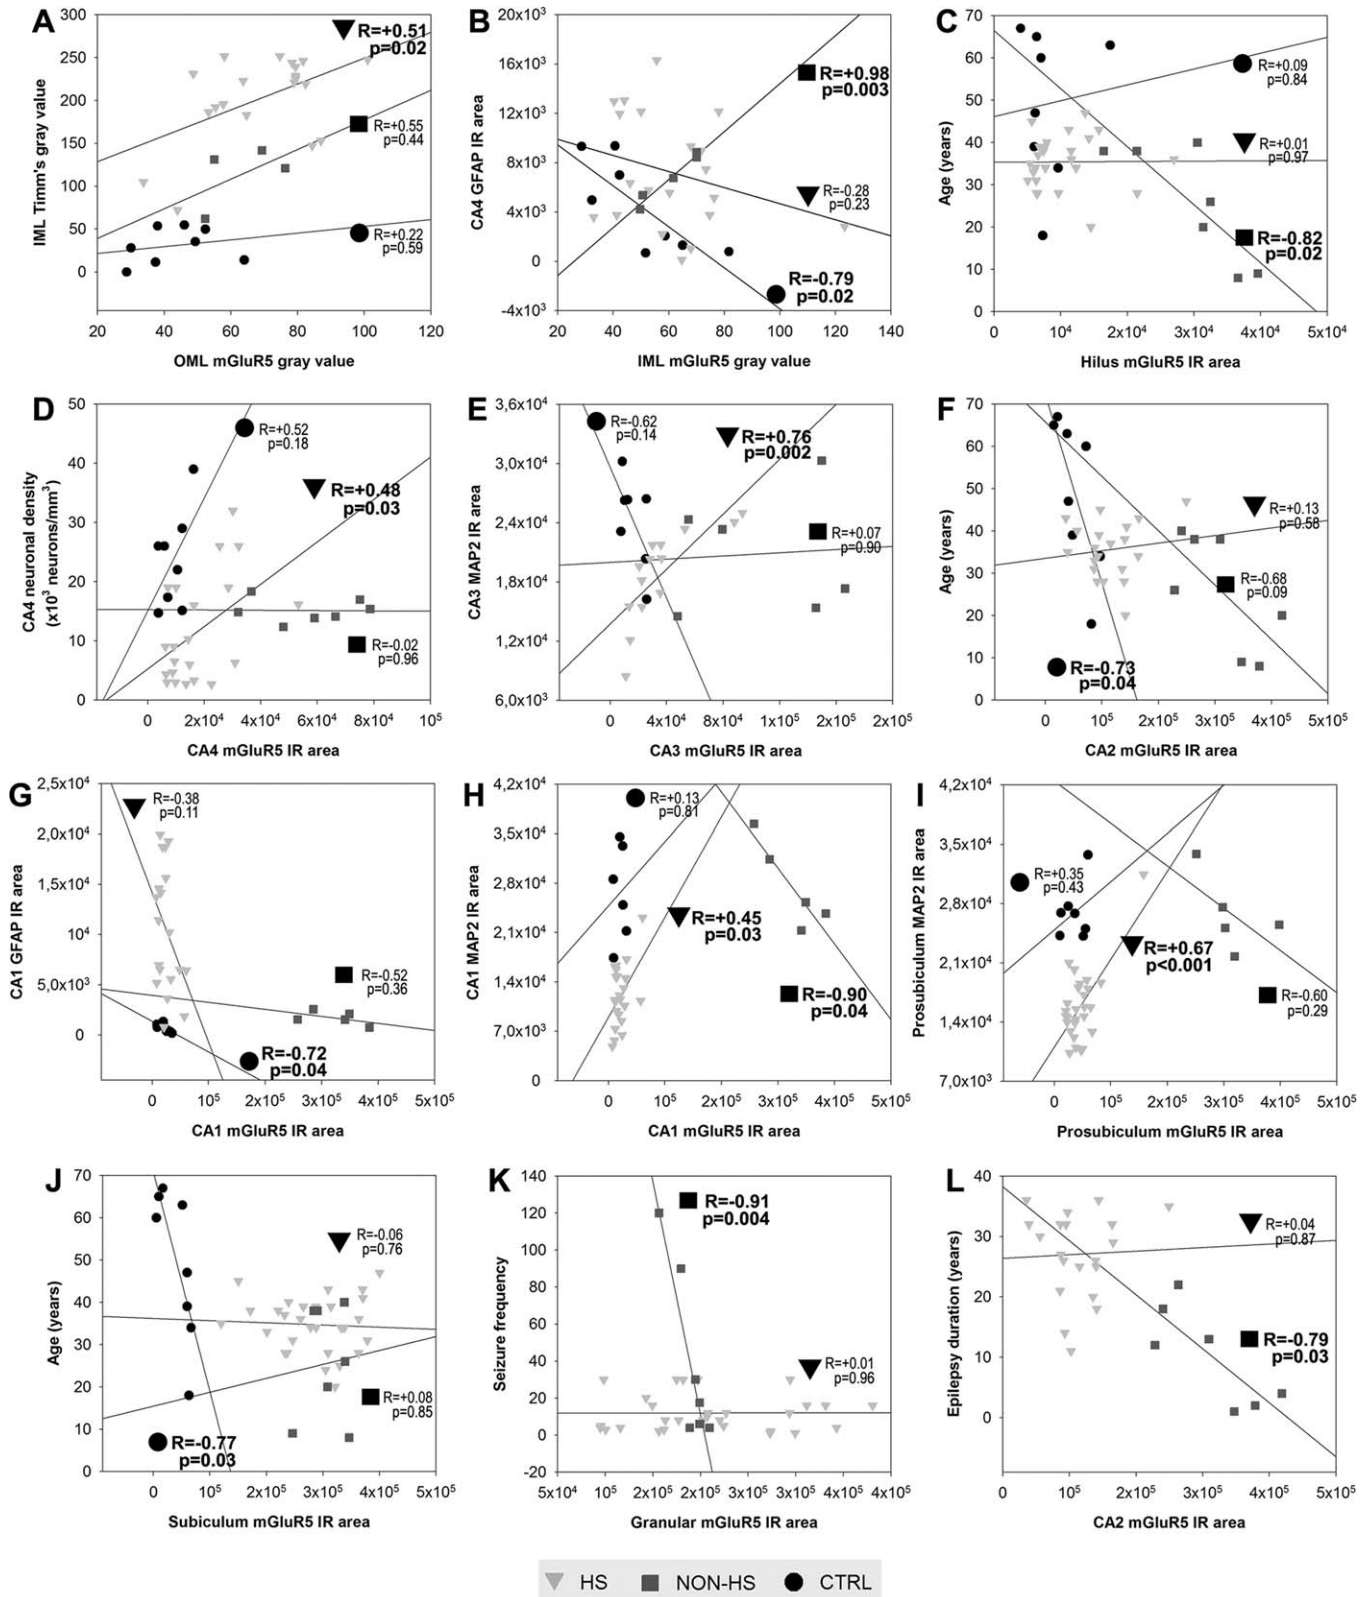 A
300
250
200
150
100
50
0
IML Timm's gray value
R=+0.51
p=0.02
R=+0.55
p=0.44
R=+0.22
p=0.59
20 40 60 80 100 120
OML mGluR5 gray value
B
20x10³
16x10³
12x10³
8x10³
4x10³
0
-4x10³
CA4 GFAP IR area
R=+0.98
p=0.003
R=-0.28
p=0.23
R=-0.79
p=0.02
20 40 60 80 100 120 140
IML mGluR5 gray value
C
70
60
50
40
30
20
10
0
Age (years)
R=+0.09
p=0.84
R=+0.01
p=0.97
R=-0.82
p=0.02
0 1x10⁴ 2x10⁴ 3x10⁴ 4x10⁴ 5x10⁴
Hilus mGluR5 IR area
D
50
40
30
20
10
0
CA4 neuronal density
(x10³ neurons/mm³)
R=+0.52
p=0.18
R=+0.48
p=0.03
R=-0.02
p=0.96
0 2x10⁴ 4x10⁴ 6x10⁴ 8x10⁴ 10⁵
CA4 mGluR5 IR area
E
3,6x10⁴
3,0x10⁴
2,4x10⁴
1,8x10⁴
1,2x10⁴
6,0x10³
CA3 MAP2 IR area
R=-0.62
p=0.14
R=+0.76
p=0.002
R=+0.07
p=0.90
0 4x10⁴ 8x10⁴ 1x10⁵ 2x10⁵ 2x10⁵
CA3 mGluR5 IR area
F
70
60
50
40
30
20
10
0
Age (years)
R=+0.13
p=0.58
R=-0.68
p=0.09
R=-0.73
p=0.04
0 10⁵ 2x10⁵ 3x10⁵ 4x10⁵ 5x10⁵
CA2 mGluR5 IR area
G
2,5x10⁴
2,0x10⁴
1,5x10⁴
10⁴
5,0x10³
0
CA1 GFAP IR area
R=-0.38
p=0.11
R=-0.52
p=0.36
R=-0.72
p=0.04
0 10⁵ 2x10⁵ 3x10⁵ 4x10⁵ 5x10⁵
CA1 mGluR5 IR area
H
4,2x10⁴
3,5x10⁴
2,8x10⁴
2,1x10⁴
1,4x10⁴
7,0x10³
0
CA1 MAP2 IR area
R=+0.13
p=0.81
R=+0.45
p=0.03
R=-0.90
p=0.04
0 10⁵ 2x10⁵ 3x10⁵ 4x10⁵ 5x10⁵
CA1 mGluR5 IR area
I
4,2x10⁴
3,5x10⁴
2,8x10⁴
2,1x10⁴
1,4x10⁴
7,0x10³
Prosubiculum MAP2 IR area
R=+0.35
p=0.43
R=+0.67
p<0.001
R=-0.60
p=0.29
0 10⁵ 2x10⁵ 3x10⁵ 4x10⁵ 5x10⁵
Prosubiculum mGluR5 IR area
J
70
60
50
40
30
20
10
0
Age (years)
R=-0.06
p=0.76
R=+0.08
p=0.85
R=-0.77
p=0.03
0 10⁵ 2x10⁵ 3x10⁵ 4x10⁵ 5x10⁵
Subiculum mGluR5 IR area
K
140
120
100
80
60
40
20
0
-20
Seizure frequency
R=-0.91
p=0.004
R=+0.01
p=0.96
5x10⁴ 10⁵ 2x10⁵ 2x10⁵ 3x10⁵ 3x10⁵ 4x10⁵ 4x10⁵
Granular mGluR5 IR area
L
40
30
20
10
0
Epilepsy duration (years)
R=+0.04
p=0.87
R=-0.79
p=0.03
0 10⁵ 2x10⁵ 3x10⁵ 4x10⁵ 5x10⁵
CA2 mGluR5 IR area
HS NON-HS CTRL